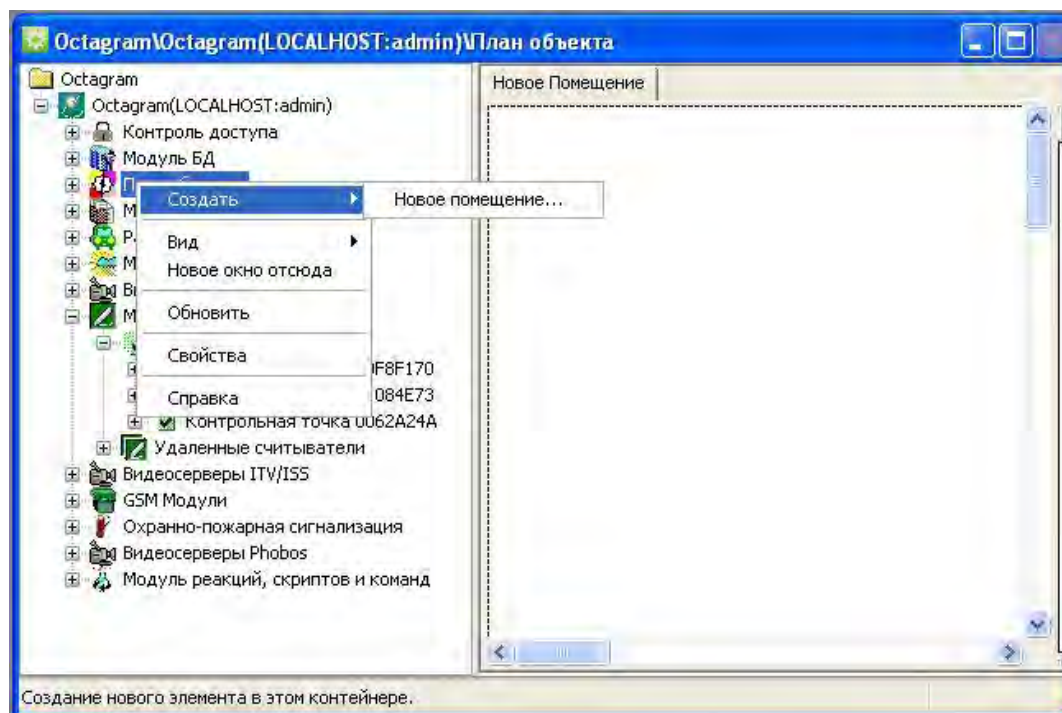 Octagram\Octagram(LOCALHOST:admin)\План объекта
Octagram
Новое Помещение
Octagram(LOCALHOST:admin)
Контроль доступа
Модуль БД
Создать
Новое помещение...
Вид
Новое окно отсюда
Обновить
Свойства
0F8F170
Справка
084E73
Контрольная точка 0062A24A
Удаленные считыватели
Видеосерверы ITV/ISS
GSM Модули
Охранно-пожарная сигнализация
Видеосерверы Phobos
Модуль реакций, скриптов и команд
Создание нового элемента в этом контейнере.